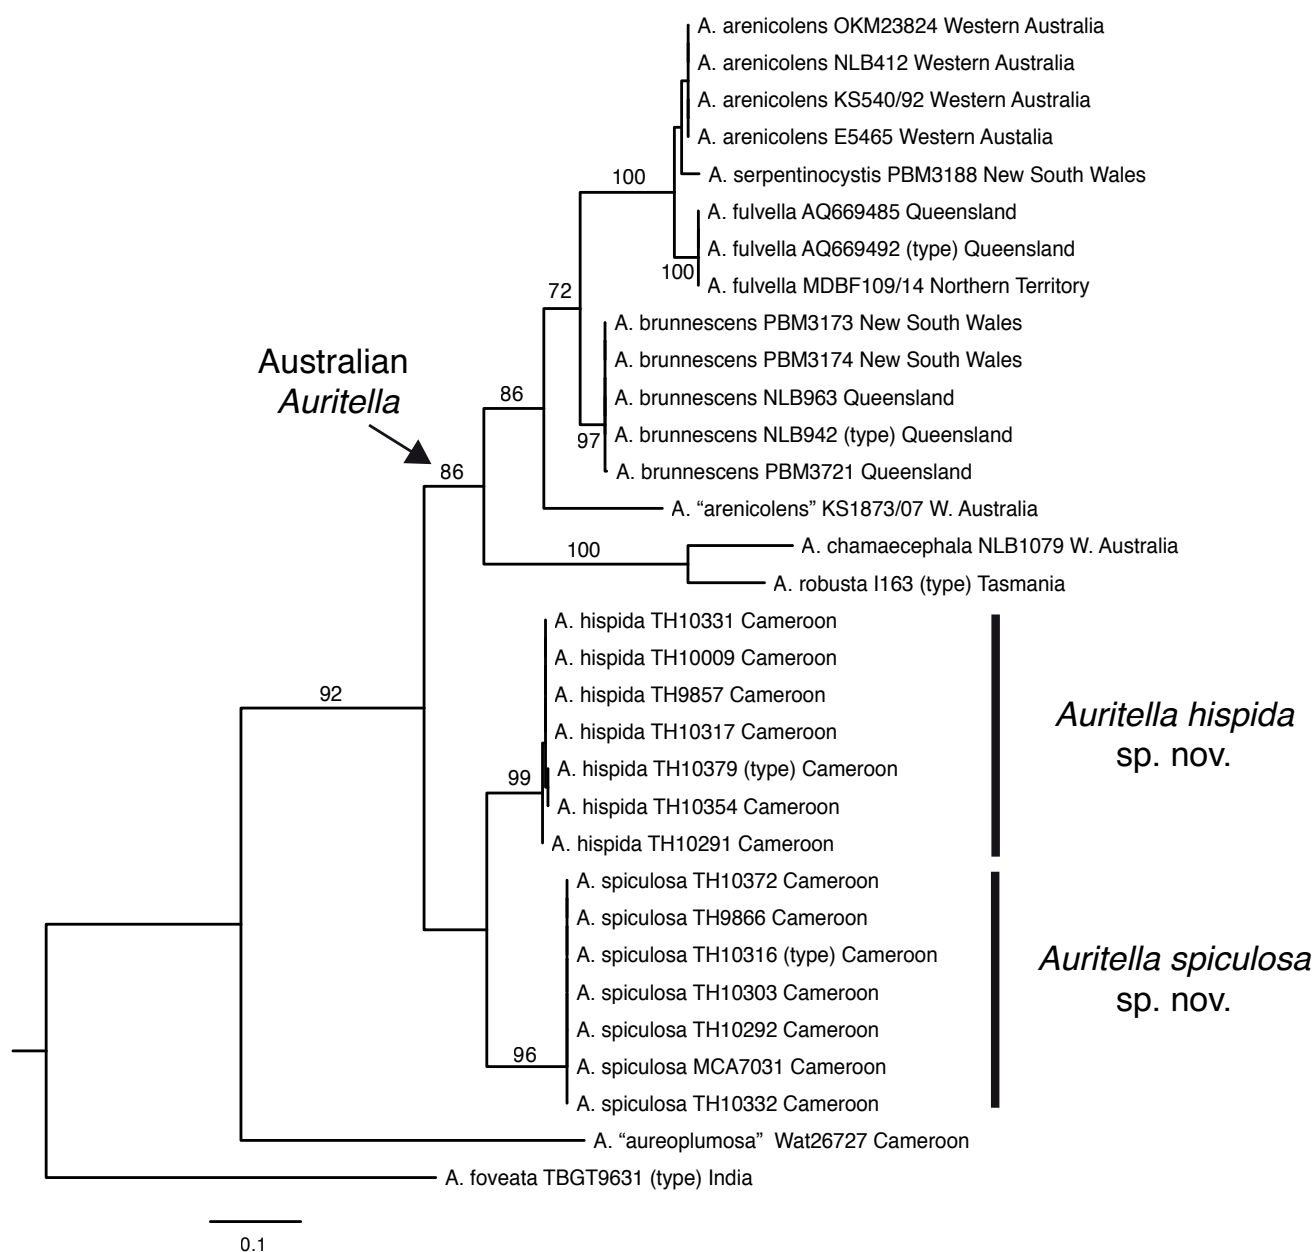 A. arenicolens OKM23824 Western Australia
A. arenicolens NLB412 Western Australia
A. arenicolens KS540/92 Western Australia
A. arenicolens E5465 Western Austalia
100
A. serpentinocystis PBM3188 New South Wales
A. fulvella AQ669485 Queensland
A. fulvella AQ669492 (type) Queensland
100
A. fulvella MDBF109/14 Northern Territory
72
A. brunnescens PBM3173 New South Wales
A. brunnescens PBM3174 New South Wales
Australian
Auritella
86
A. brunnescens NLB963 Queensland
A. brunnescens NLB942 (type) Queensland
97
A. brunnescens PBM3721 Queensland
86
A. “arenicolens” KS1873/07 W. Australia
100
A. chamaecephala NLB1079 W. Australia
A. robusta I163 (type) Tasmania
A. hispida TH10331 Cameroon
A. hispida TH10009 Cameroon
92
A. hispida TH9857 Cameroon
A. hispida TH10317 Cameroon
Auritella hispida
sp. nov.
99
A. hispida TH10379 (type) Cameroon
A. hispida TH10354 Cameroon
A. hispida TH10291 Cameroon
A. spiculosa TH10372 Cameroon
A. spiculosa TH9866 Cameroon
A. spiculosa TH10316 (type) Cameroon
Auritella spiculosa
sp. nov.
A. spiculosa TH10303 Cameroon
A. spiculosa TH10292 Cameroon
96
A. spiculosa MCA7031 Cameroon
A. spiculosa TH10332 Cameroon
A. “aureoplumosa” Wat26727 Cameroon
A. foveata TBGT9631 (type) India
0.1